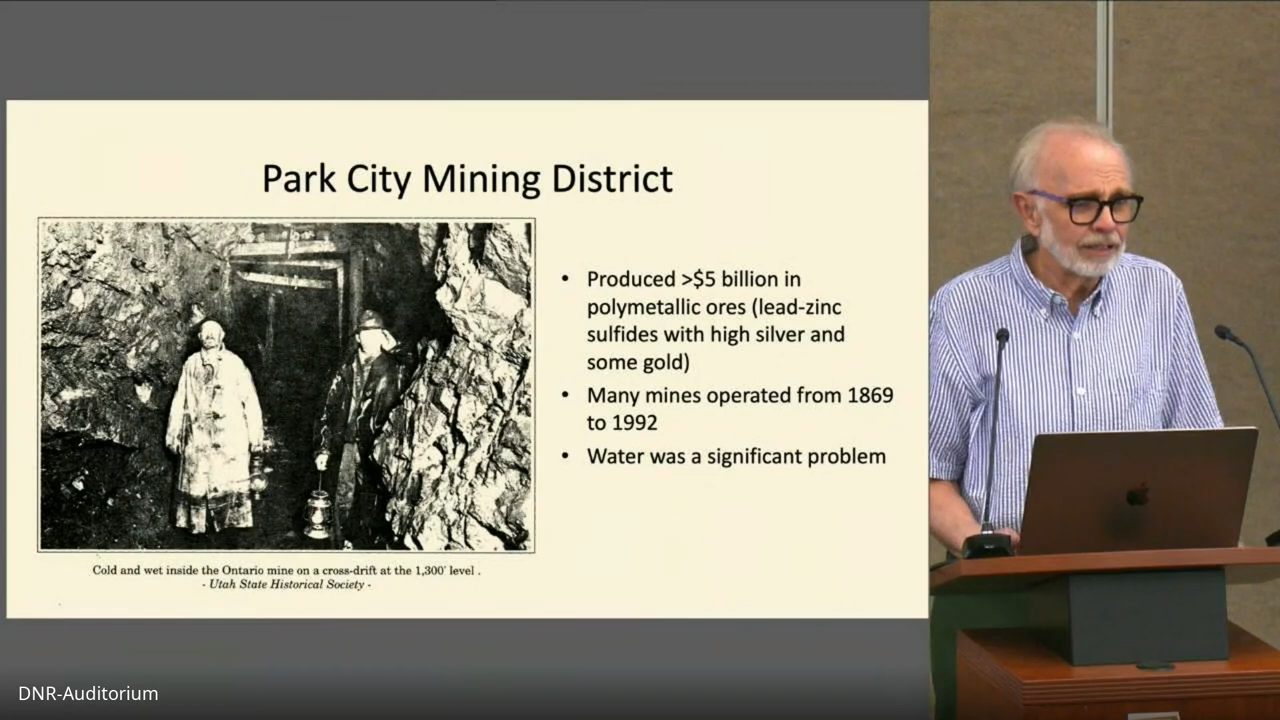 Park City Mining District
• Produced >$5 billion in
polymetallic ores (lead-zinc
sulfides with high silver and
some gold)
• Many mines operated from 1869
to 1992
• Water was a significant problem
Cold and wet inside the Ontario mine on a cross-drift at the 1,300' level .
- Utah State Historical Society -
DNR-Auditorium